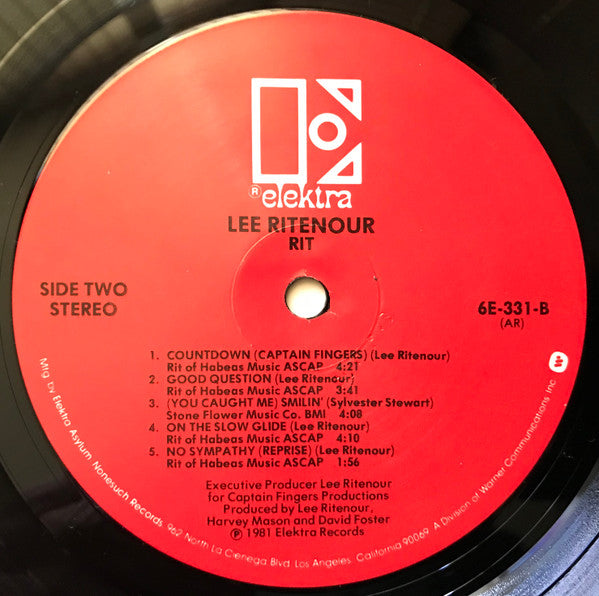 ® elektra
LEE RITENOUR
RIT
SIDE TWO
STEREO
6E-331-B
(AR)
1. COUNTDOWN (CAPTAIN FINGERS) (Lee Ritenour)
Rit of Habeas Music ASCAP 4:21
2. GOOD QUESTION (Lee Ritenour)
Rit of Habeas Music ASCAP 3:41
3. (YOU CAUGHT ME) SMILIN' (Sylvester Stewart)
Stone Flower Music Co. BMI 4:08
4. ON THE SLOW GLIDE (Lee Ritenour)
Rit of Habeas Music ASCAP 4:10
5. NO SYMPATHY (REPRISE) (Lee Ritenour)
Rit of Habeas Music ASCAP 1:56
Executive Producer Lee Ritenour
for Captain Fingers Productions
Produced by Lee Ritenour,
Harvey Mason and David Foster
℗ 1981 Elektra Records
Mfg. by Elektra Asylum Nonesuch Records, 962 North La Cienega Blvd. Los Angeles, California 90069. A Division of Warner Communications Inc.